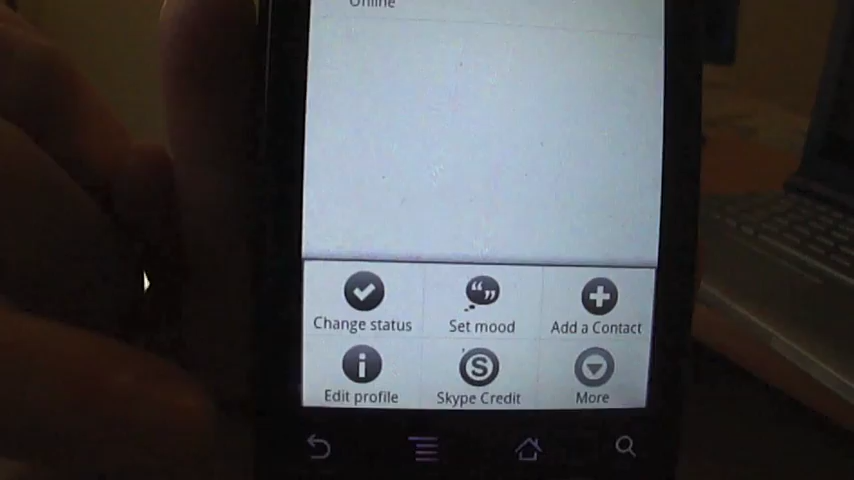 Online
Change status
Set mood
Add a Contact
Edit profile
Skype Credit
More